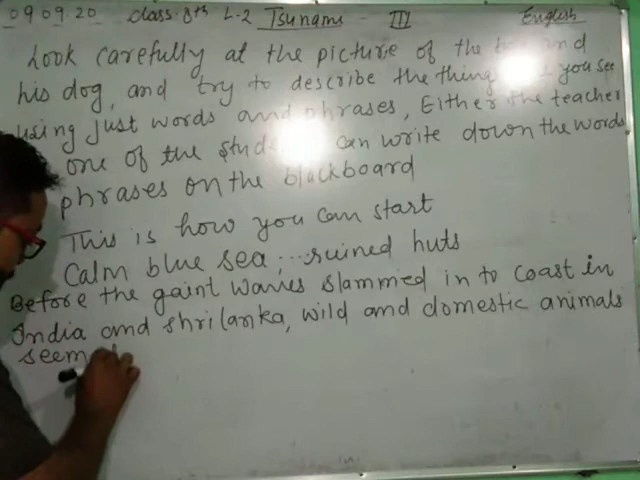 09 09 20 class 8th L-2 Tsunami - III English
Look carefully at the picture of the and
his dog, and try to describe the thing you see
using just words and phrases, Either the teacher
one of the can write down the words
phrases on the blackboard
This is how you can start
Calm blue sea ;... ruined huts
Before the gaint waves slammed in to coast in
India and shrilanka, wild and domestic animals
seem